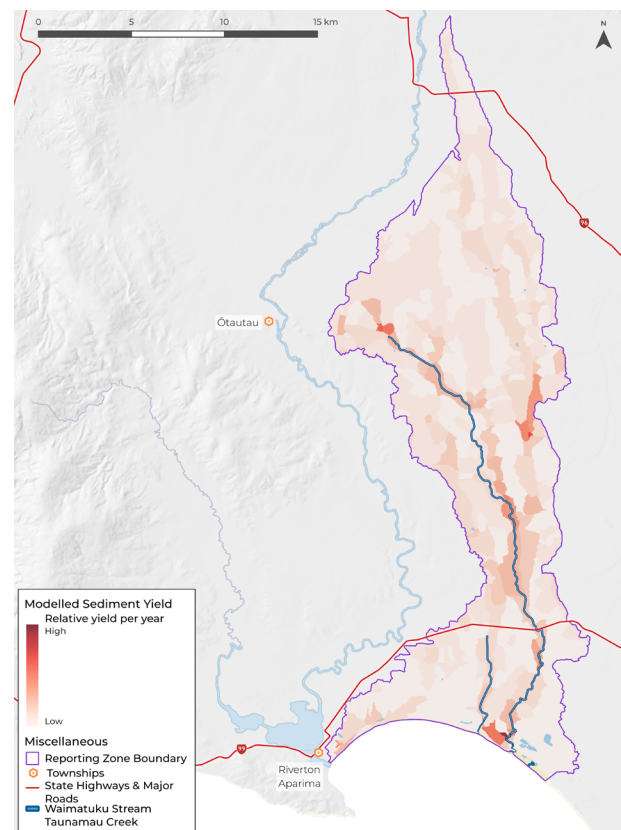 0 5 10 15 km
N
96
Ōtautau
Modelled Sediment Yield
Relative yield per year
High
Low
Miscellaneous
Reporting Zone Boundary
Townships
State Highways & Major
Roads
Waimatuku Stream
Taunamau Creek
99
Riverton
Aparima